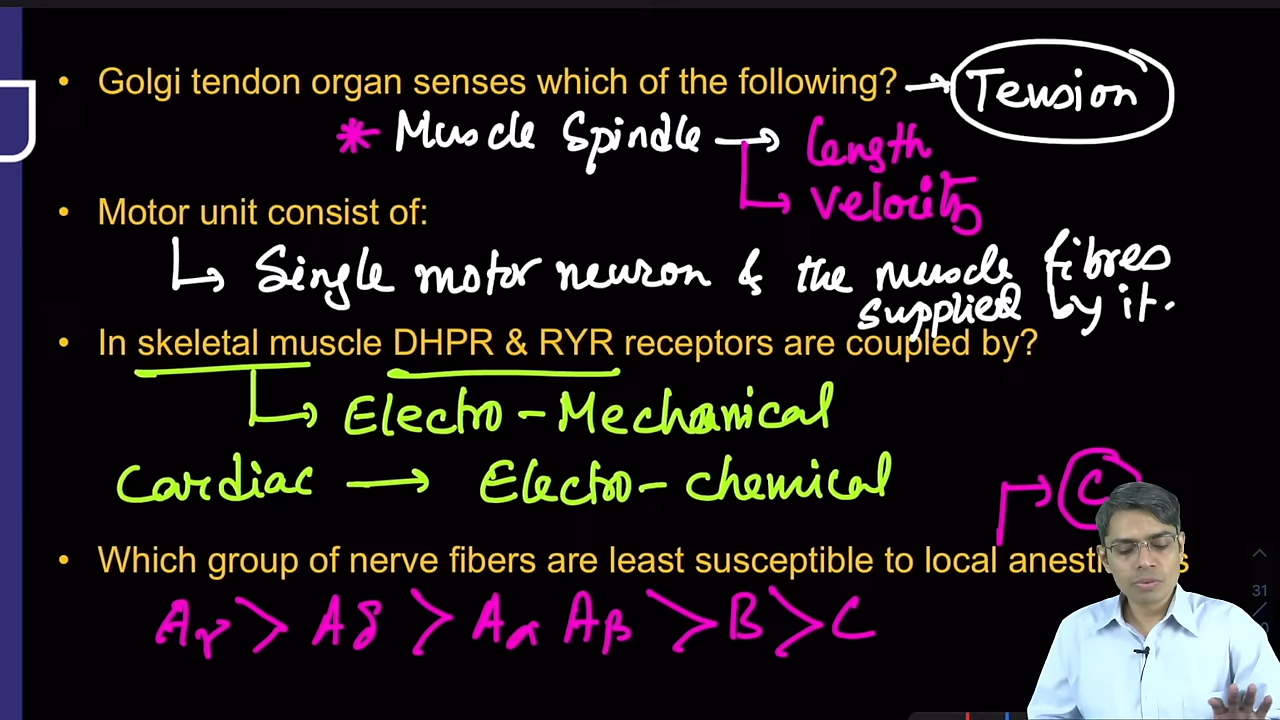 • Golgi tendon organ senses which of the following? → Tension
* Muscle Spindle → length
→ Velocity
• Motor unit consist of:
↳ Single motor neuron & the muscle fibres
supplied by it.
• In skeletal muscle DHPR & RYR receptors are coupled by?
↳ Electro-Mechanical
Cardiac → Electro-chemical
→ C
• Which group of nerve fibers are least susceptible to local
Aγ > Aδ > Aα Aβ > B > C
31